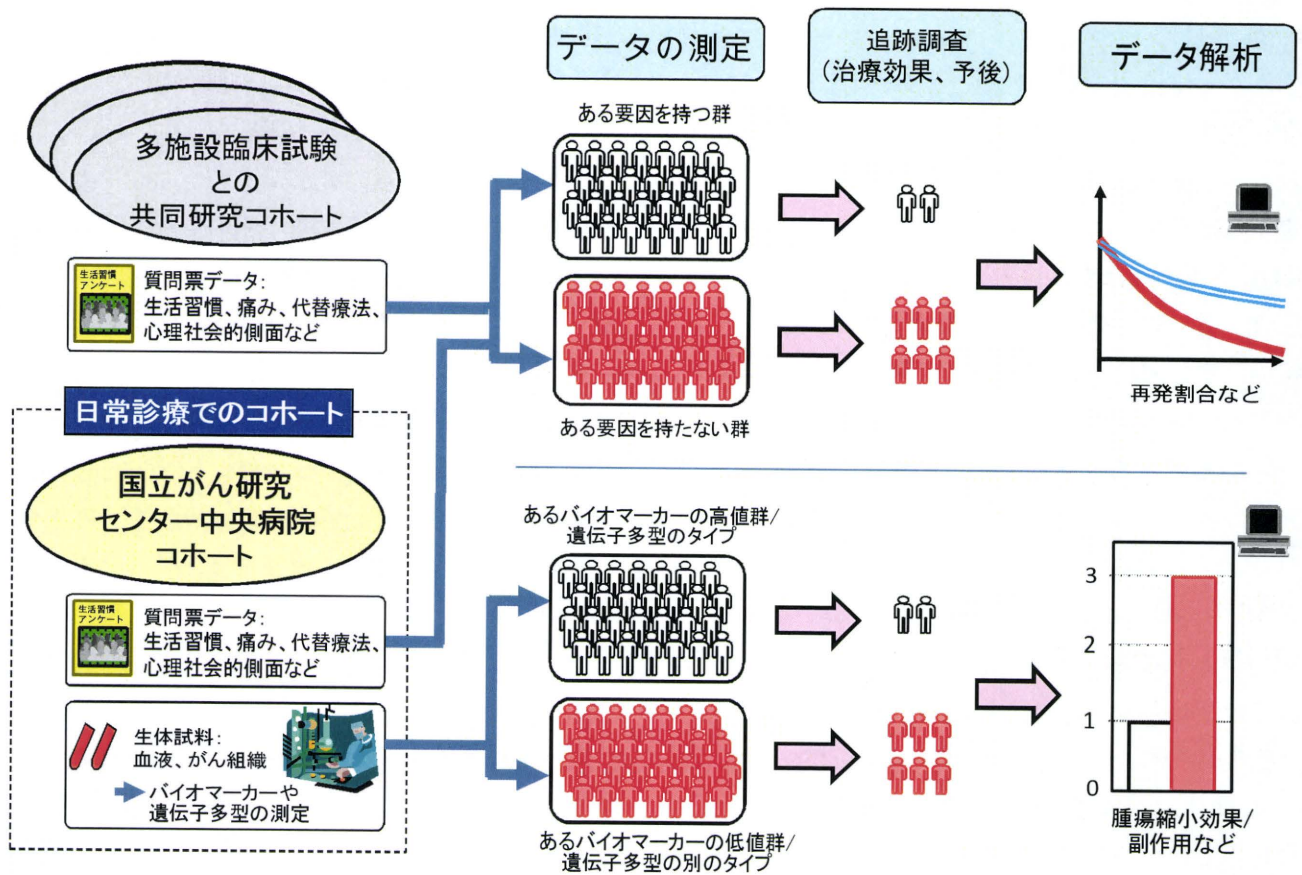 データの測定
追跡調査
(治療効果、予後)
データ解析
多施設臨床試験
との
共同研究コホート
生活習慣
アンケート
質問票データ:
生活習慣、痛み、代替療法、
心理社会的側面など
ある要因を持つ群
ある要因を持たない群
再発割合など
日常診療でのコホート
国立がん研究
センター中央病院
コホート
生活習慣
アンケート
質問票データ:
生活習慣、痛み、代替療法、
心理社会的側面など
生体試料:
血液、がん組織
バイオマーカーや
遺伝子多型の測定
あるバイオマーカーの高値群/
遺伝子多型のタイプ
あるバイオマーカーの低値群/
遺伝子多型の別のタイプ
3
2
1
0
腫瘍縮小効果/
副作用など